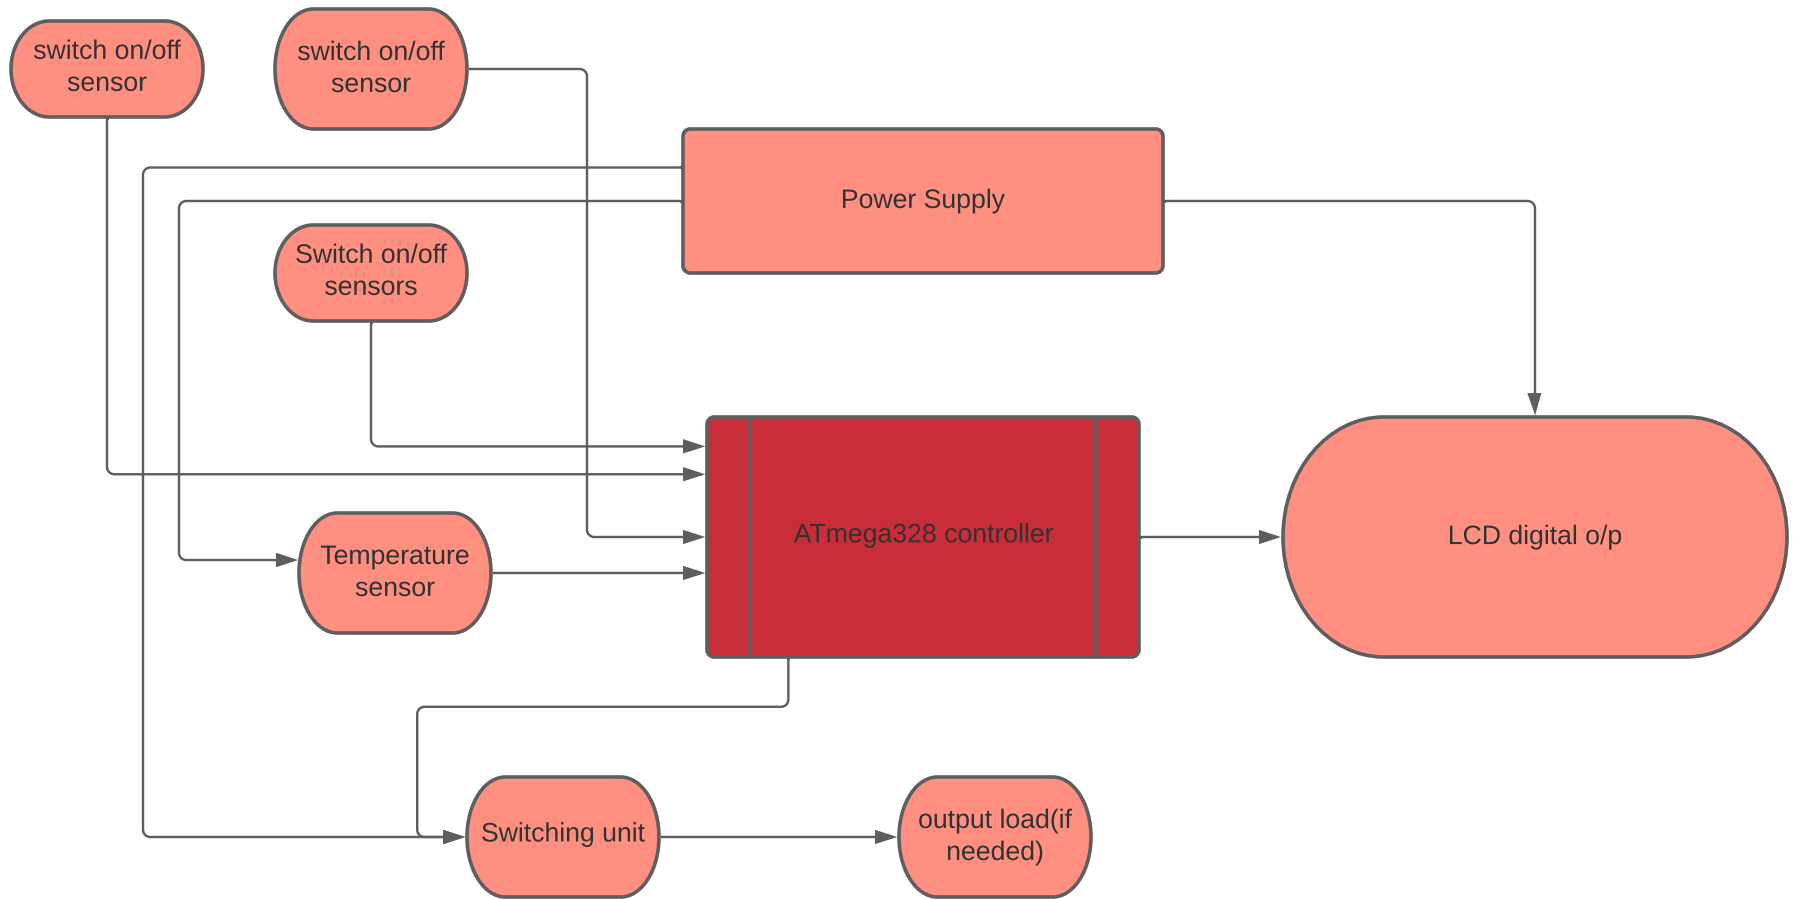 switch on/off
sensor
switch on/off
sensor
Power Supply
Switch on/off
sensors
ATmega328 controller
LCD digital o/p
Temperature
sensor
Switching unit
output load(if
needed)